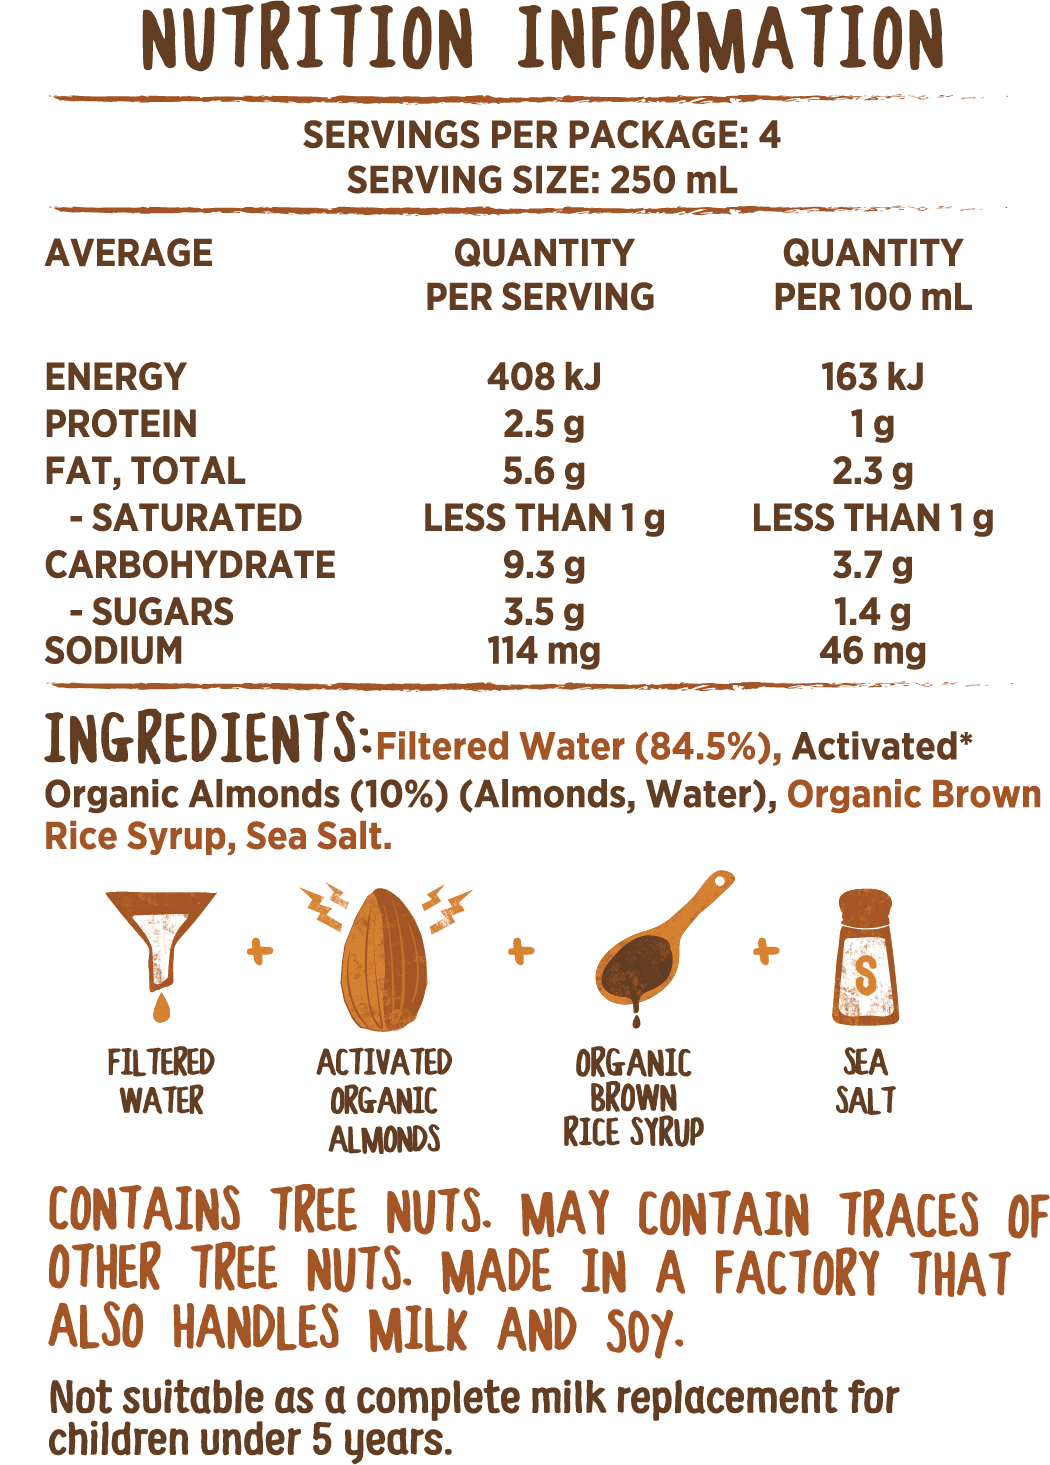 NUTRITION INFORMATION
SERVINGS PER PACKAGE: 4
SERVING SIZE: 250 mL
AVERAGE QUANTITY QUANTITY
PER SERVING PER 100 mL
ENERGY 408 kJ 163 kJ
PROTEIN 2.5 g 1 g
FAT, TOTAL 5.6 g 2.3 g
- SATURATED LESS THAN 1 g LESS THAN 1 g
CARBOHYDRATE 9.3 g 3.7 g
- SUGARS 3.5 g 1.4 g
SODIUM 114 mg 46 mg
INGREDIENTS: Filtered Water (84.5%), Activated*
Organic Almonds (10%) (Almonds, Water), Organic Brown
Rice Syrup, Sea Salt.
+ + + S
FILTERED ACTIVATED ORGANIC SEA
WATER ORGANIC BROWN SALT
ALMONDS RICE SYRUP
CONTAINS TREE NUTS. MAY CONTAIN TRACES OF
OTHER TREE NUTS. MADE IN A FACTORY THAT
ALSO HANDLES MILK AND SOY.
Not suitable as a complete milk replacement for
children under 5 years.